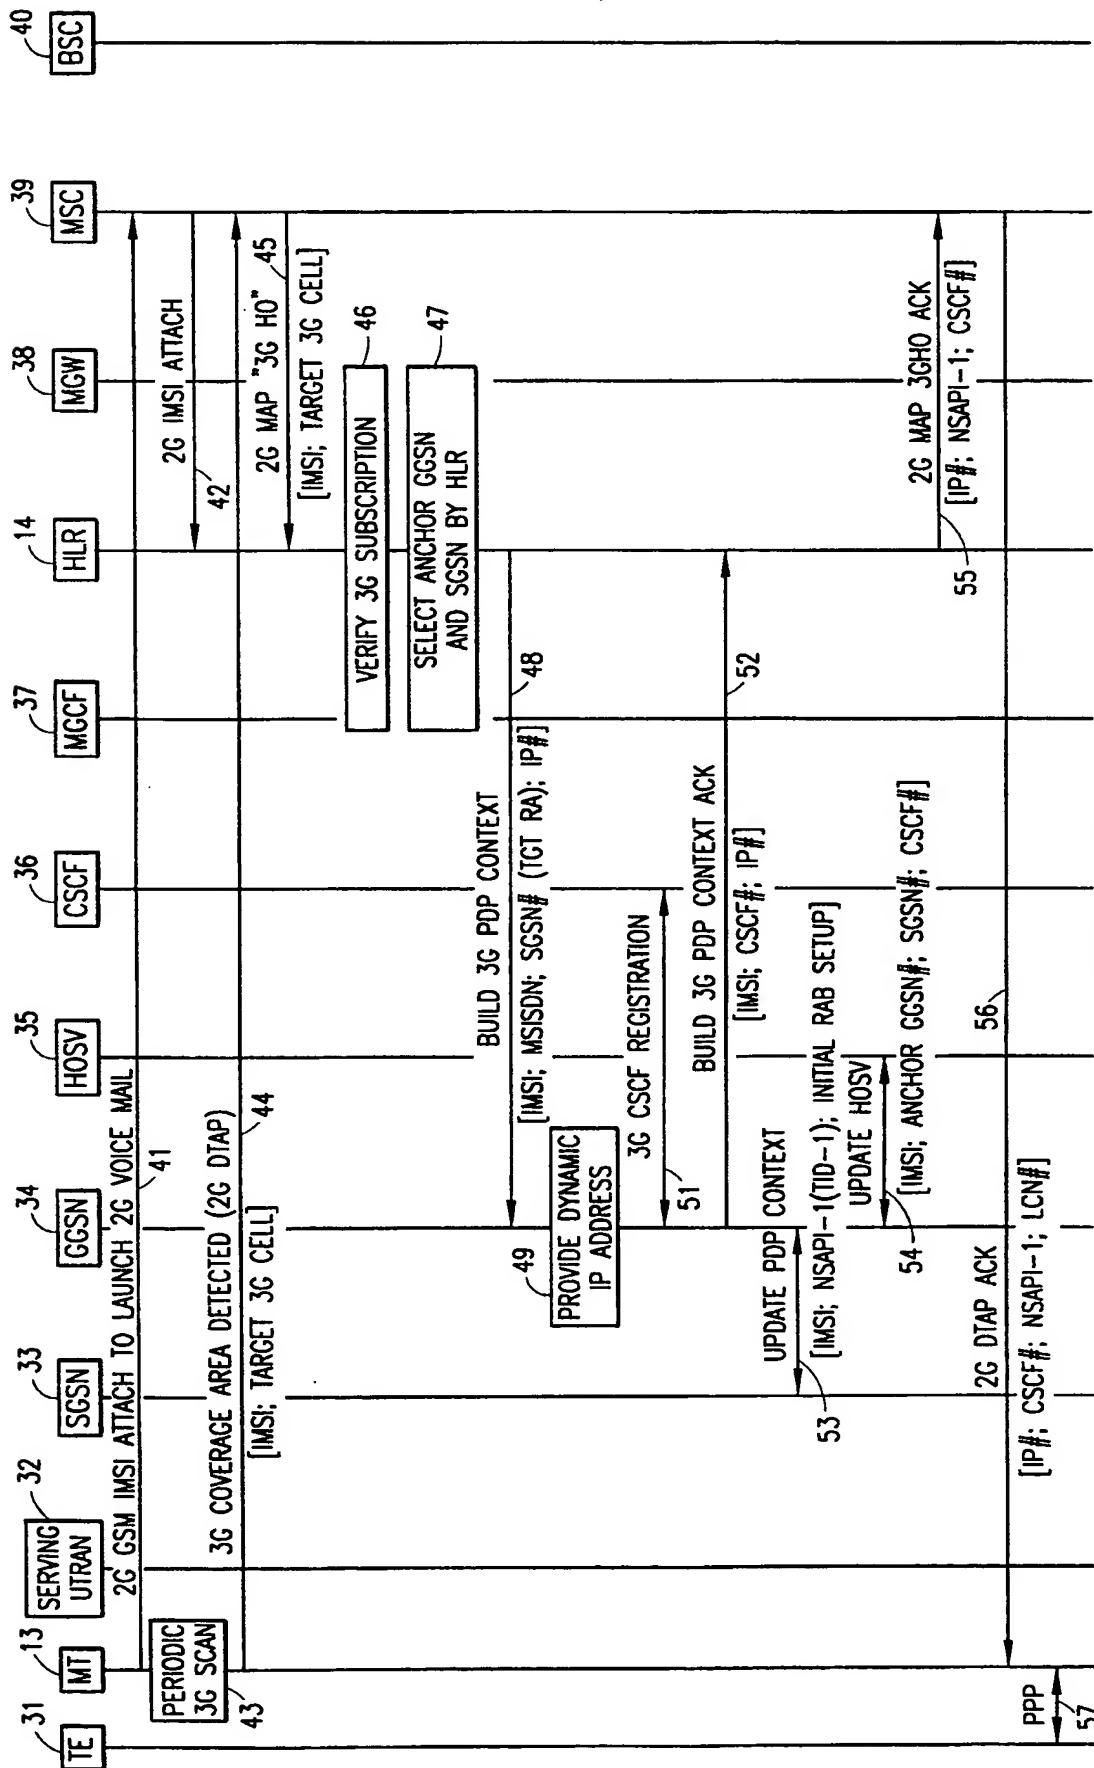 31
TE
13
MT
32
SERVING
UTRAN
33
SGSN
34
GGSN
35
HOSV
36
CSCF
37
MGCF
14
HLR
38
MGW
39
MSC
40
BSC
2G GSM IMSI ATTACH TO LAUNCH 2G VOICE MAIL
41
2G IMSI ATTACH
42
PERIODIC
3G SCAN
43
3G COVERAGE AREA DETECTED (2G DTAP)
[IMSI; TARGET 3G CELL]
44
2G MAP "3G HO"
45
[IMSI; TARGET 3G CELL]
VERIFY 3G SUBSCRIPTION
46
SELECT ANCHOR GGSN
AND SGSN BY HLR
47
BUILD 3G PDP CONTEXT
48
[IMSI; MSISDN; SGSN# (TGT RA); IP#]
49
PROVIDE DYNAMIC
IP ADDRESS
3G CSCF REGISTRATION
51
BUILD 3G PDP CONTEXT ACK
52
[IMSI; CSCF#; IP#]
UPDATE PDP CONTEXT
53
[IMSI; NSAPI-1(TID-1); INITIAL RAB SETUP]
UPDATE HOSV
54
[IMSI; ANCHOR GGSN#; SGSN#; CSCF#]
2G MAP 3GHO ACK
55
[IP#; NSAPI-1; CSCF#]
2G DTAP ACK
56
[IP#; CSCF#; NSAPI-1; LCN#]
PPP
57